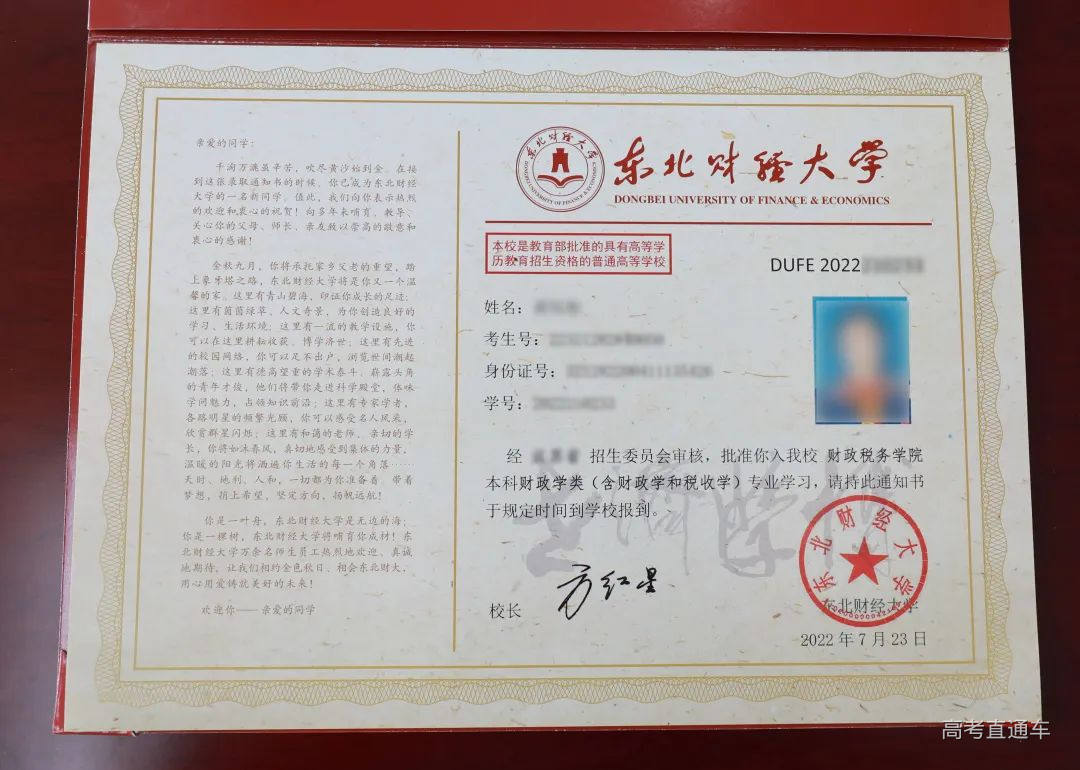 亲爱的同学：
千淘万漉虽辛苦，吹尽黄沙始到金。在接
到这张录取通知书的时候，你已成为东北财经
大学的一名新同学。值此，我们向你表示热烈
的欢迎和衷心的祝贺！向多年来哺育、教导、
关心你的父母、师长、亲友致以崇高的敬意和
衷心的感谢！
金秋九月，你将承托家乡父老的重望，踏
上象牙塔之路，东北财经大学将是你又一个温
馨的家。这里有青山碧海，印证你成长的足迹；
这里有茵茵绿草、人文奇景，为你创造良好的
学习、生活环境；这里有一流的教学设施，你
可以在这里耕耘收获、博学济世；这里有先进
的校园网络，你可以足不出户，浏览世间潮起
潮落；这里有德高望重的学术泰斗、崭露头角
的青年才俊，他们将带你走进科学殿堂，体味
学问魅力，占领知识前沿；这里有专家学者，
各路明星的频繁光顾，你可以感受名人风采，
欣赏群星闪烁；这里有和蔼的老师、亲切的学
长，你将如沐春风，真切地感受到集体的力量，
温暖的阳光将洒遍你生活的每一个角落……
天时、地利、人和，一切都为你准备着。带着
梦想，捎上希望，坚定方向，扬帆远航！
你是一叶舟，东北财经大学是无边的海；
你是一棵树，东北财经大学将哺育你成材！东
北财经大学万余名师生员工热烈地欢迎、真诚
地期待，让我们相约金色秋日、相会东北财大，
用心用爱铸就美好的未来！
欢迎你——亲爱的同学
东北财经大学
DONGBEI UNIVERSITY OF FINANCE & ECONOMICS
东北财经大学
DONGBEI UNIVERSITY OF FINANCE & ECONOMICS
本校是教育部批准的具有高等学
历教育招生资格的普通高等学校
DUFE 2022
姓名：
考生号：
身份证号：
学号：
经 招生委员会审核，批准你入我校 财政税务学院
本科财政学类（含财政学和税收学）专业学习，请持此通知书
于规定时间到学校报到。
校长 方红星
东北财经大学
东北财经大学
2022 年 7 月 23 日
高考直通车